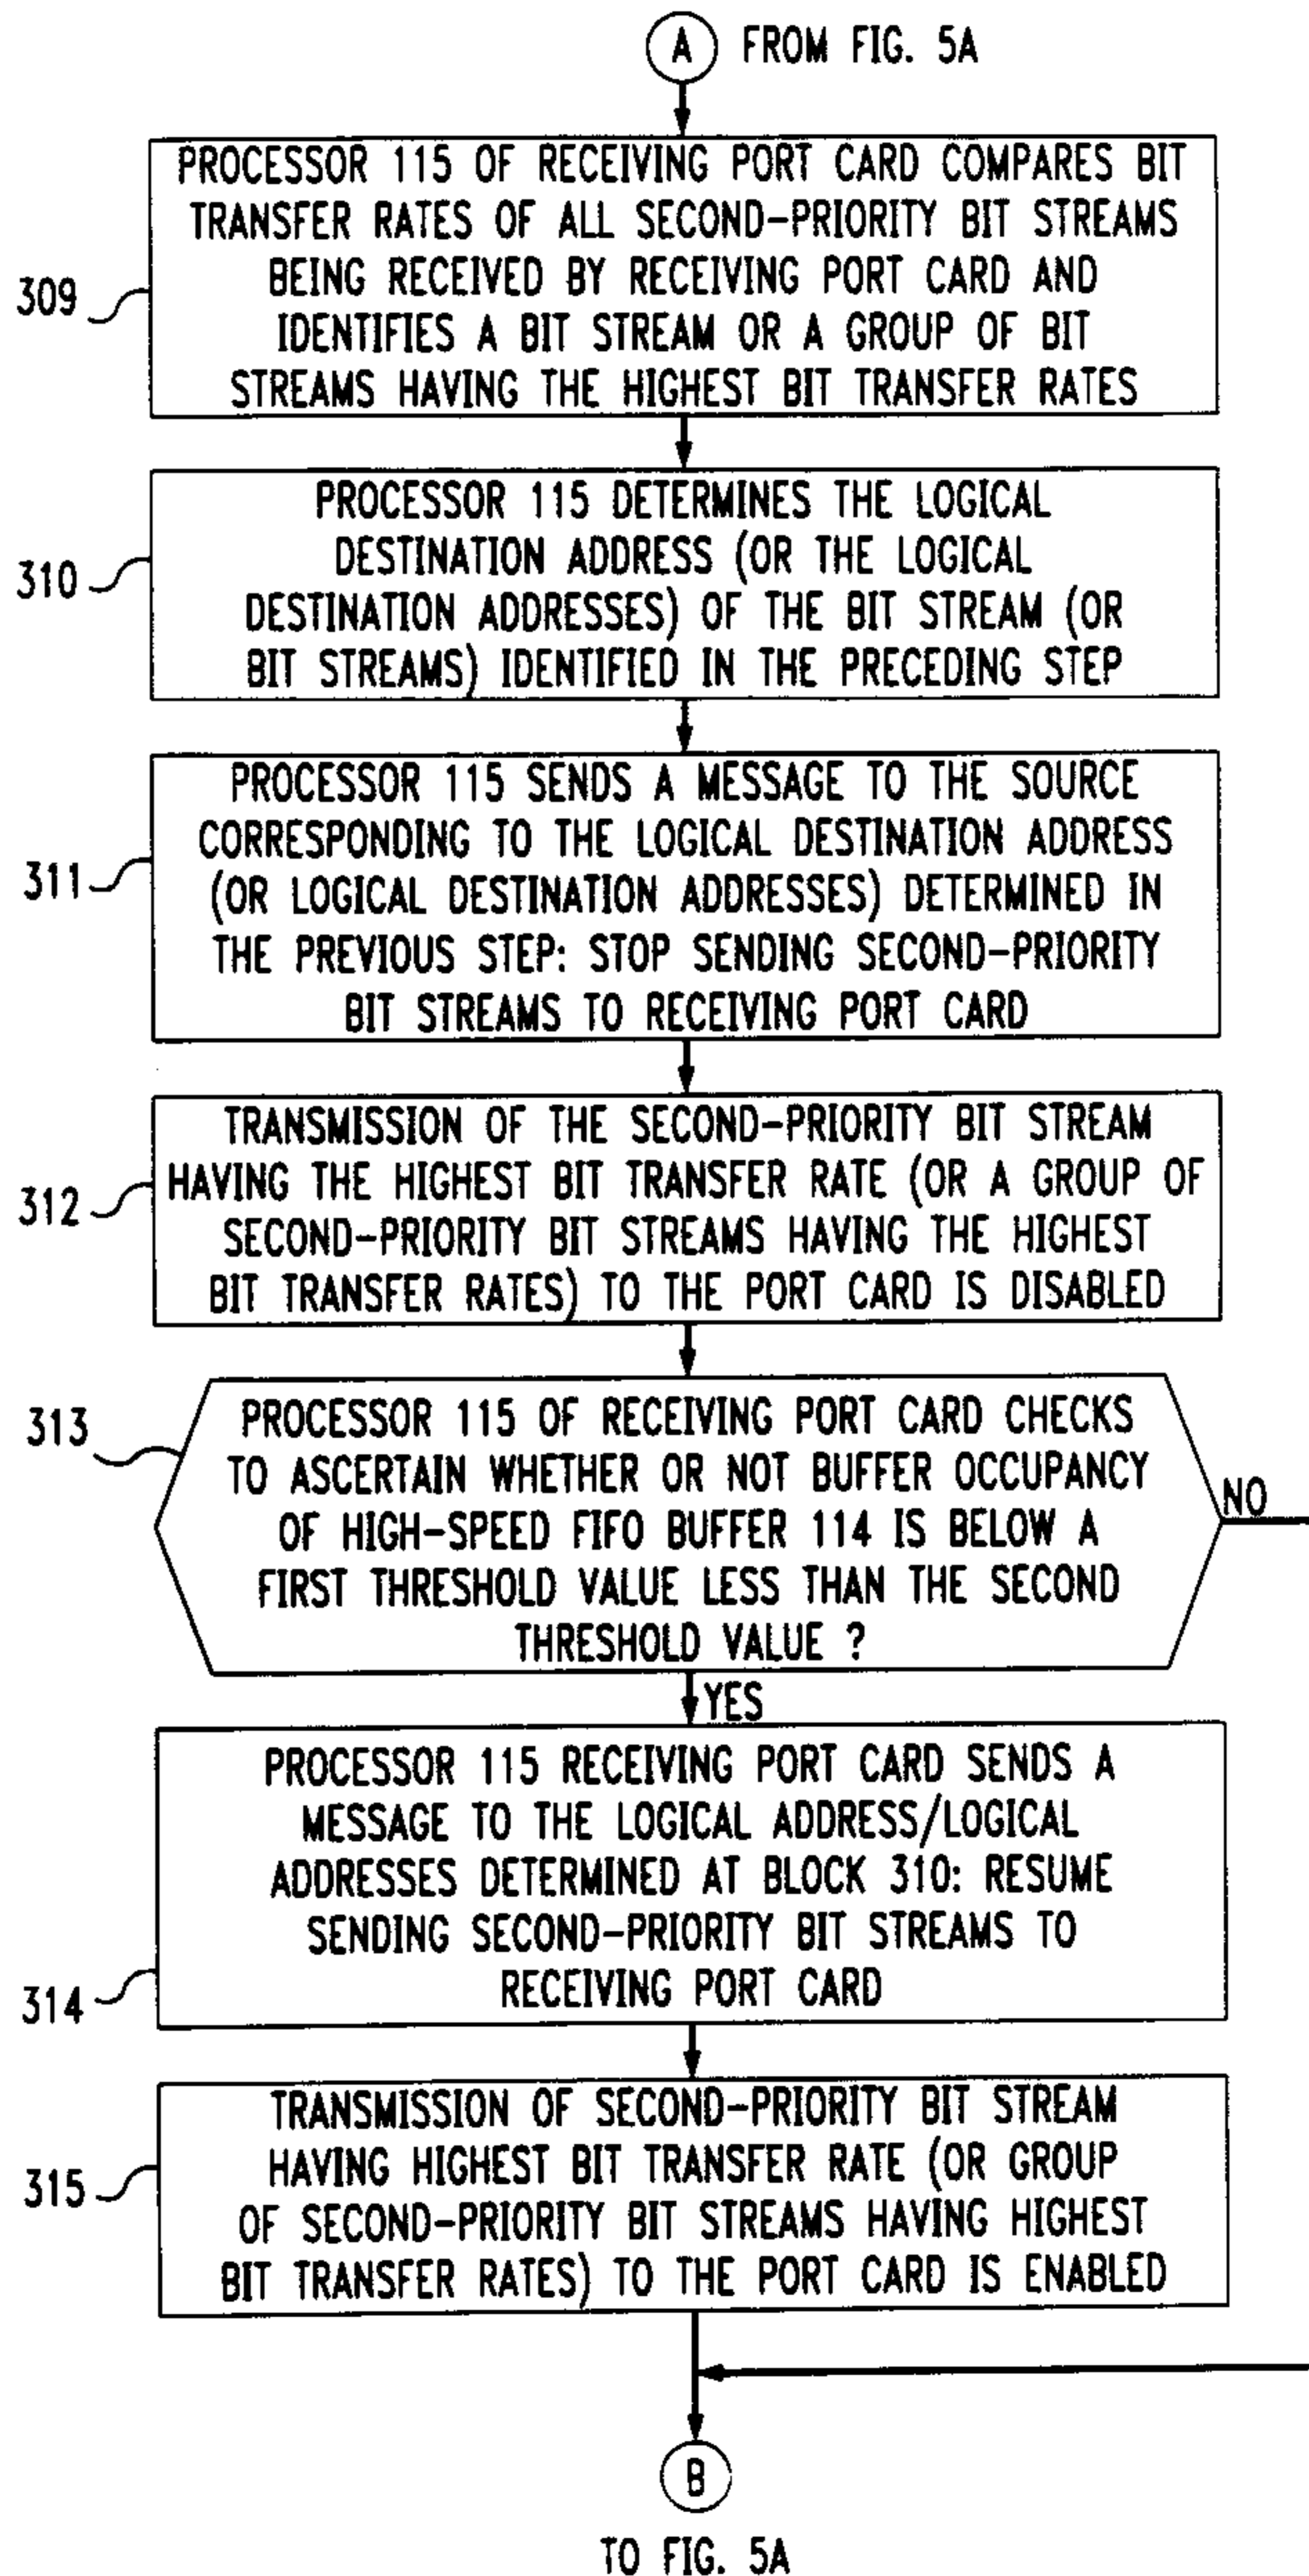 A FROM FIG. 5A
PROCESSOR 115 OF RECEIVING PORT CARD COMPARES BIT
TRANSFER RATES OF ALL SECOND-PRIORITY BIT STREAMS
BEING RECEIVED BY RECEIVING PORT CARD AND
IDENTIFIES A BIT STREAM OR A GROUP OF BIT
STREAMS HAVING THE HIGHEST BIT TRANSFER RATES
309
PROCESSOR 115 DETERMINES THE LOGICAL
DESTINATION ADDRESS (OR THE LOGICAL
DESTINATION ADDRESSES) OF THE BIT STREAM (OR
BIT STREAMS) IDENTIFIED IN THE PRECEDING STEP
310
PROCESSOR 115 SENDS A MESSAGE TO THE SOURCE
CORRESPONDING TO THE LOGICAL DESTINATION ADDRESS
(OR LOGICAL DESTINATION ADDRESSES) DETERMINED IN
THE PREVIOUS STEP: STOP SENDING SECOND-PRIORITY
BIT STREAMS TO RECEIVING PORT CARD
311
TRANSMISSION OF THE SECOND-PRIORITY BIT STREAM
HAVING THE HIGHEST BIT TRANSFER RATE (OR A GROUP OF
SECOND-PRIORITY BIT STREAMS HAVING THE HIGHEST
BIT TRANSFER RATES) TO THE PORT CARD IS DISABLED
312
PROCESSOR 115 OF RECEIVING PORT CARD CHECKS
TO ASCERTAIN WHETHER OR NOT BUFFER OCCUPANCY
OF HIGH-SPEED FIFO BUFFER 114 IS BELOW A
FIRST THRESHOLD VALUE LESS THAN THE SECOND
THRESHOLD VALUE ?
313
NO
YES
PROCESSOR 115 RECEIVING PORT CARD SENDS A
MESSAGE TO THE LOGICAL ADDRESS/LOGICAL
ADDRESSES DETERMINED AT BLOCK 310: RESUME
SENDING SECOND-PRIORITY BIT STREAMS TO
RECEIVING PORT CARD
314
TRANSMISSION OF SECOND-PRIORITY BIT STREAM
HAVING HIGHEST BIT TRANSFER RATE (OR GROUP
OF SECOND-PRIORITY BIT STREAMS HAVING HIGHEST
BIT TRANSFER RATES) TO THE PORT CARD IS ENABLED
315
B
TO FIG. 5A